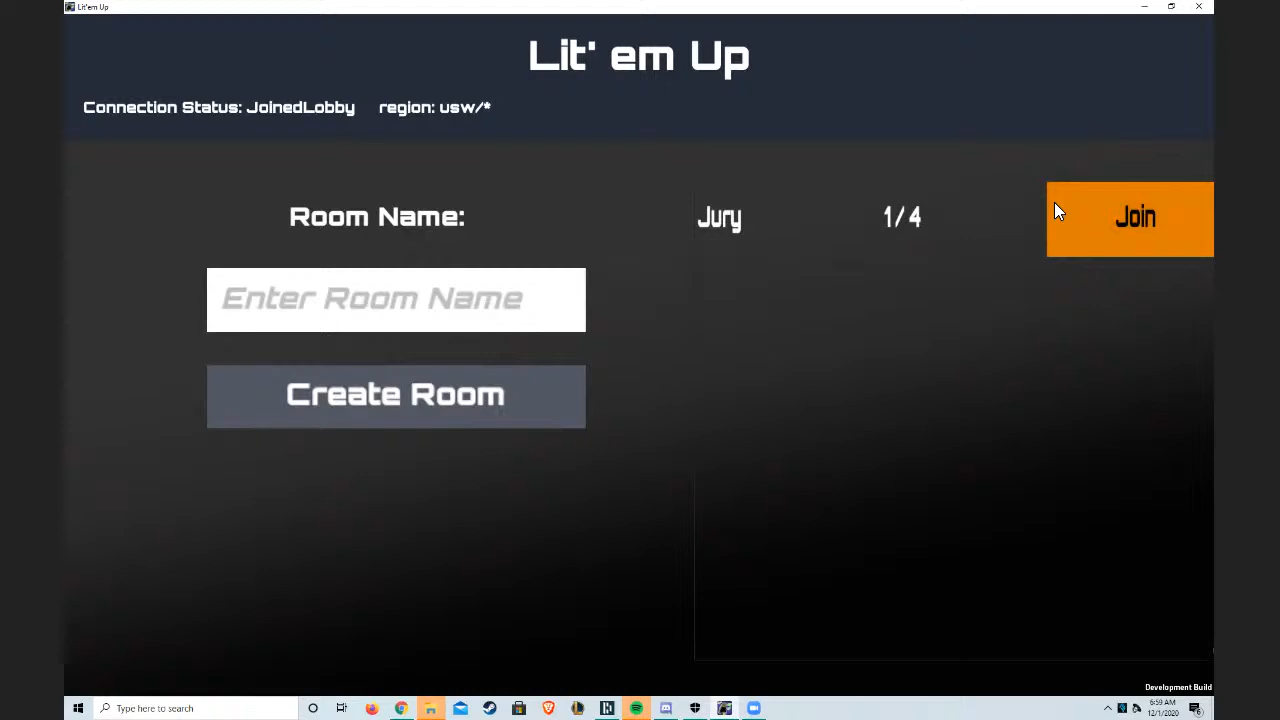 Lit'em Up
Lit' em Up
Connection Status: JoinedLobby region: usw/*
Room Name:
Jury 1/4 Join
Enter Room Name
Create Room
Development Build
Type here to search
6:59 AM
12/1/2020
6